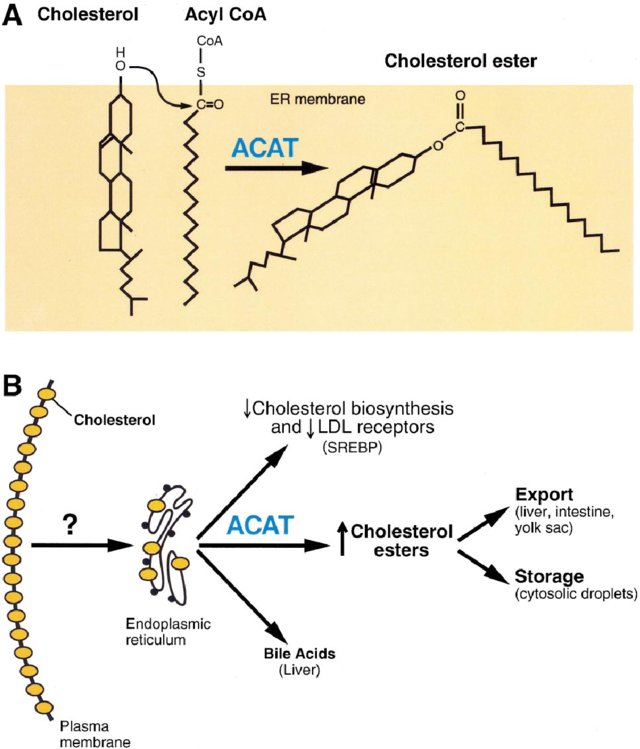 A
Cholesterol
Acyl CoA
H
O
CoA
S
C=O
ER membrane
ACAT
Cholesterol ester
O
C
O
B
Cholesterol
?
Plasma
membrane
Endoplasmic
reticulum
↓Cholesterol biosynthesis
and ↓LDL receptors
(SREBP)
ACAT
↑Cholesterol
esters
Bile Acids
(Liver)
Export
(liver, intestine,
yolk sac)
Storage
(cytosolic droplets)